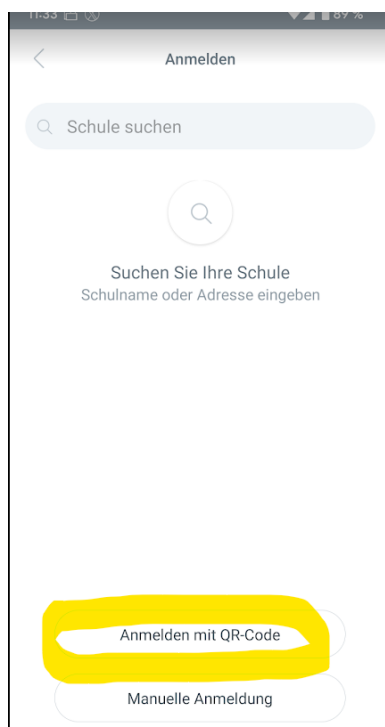 11:33 89 %
Anmelden
Schule suchen
Suchen Sie Ihre Schule
Schulname oder Adresse eingeben
Anmelden mit QR-Code
Manuelle Anmeldung